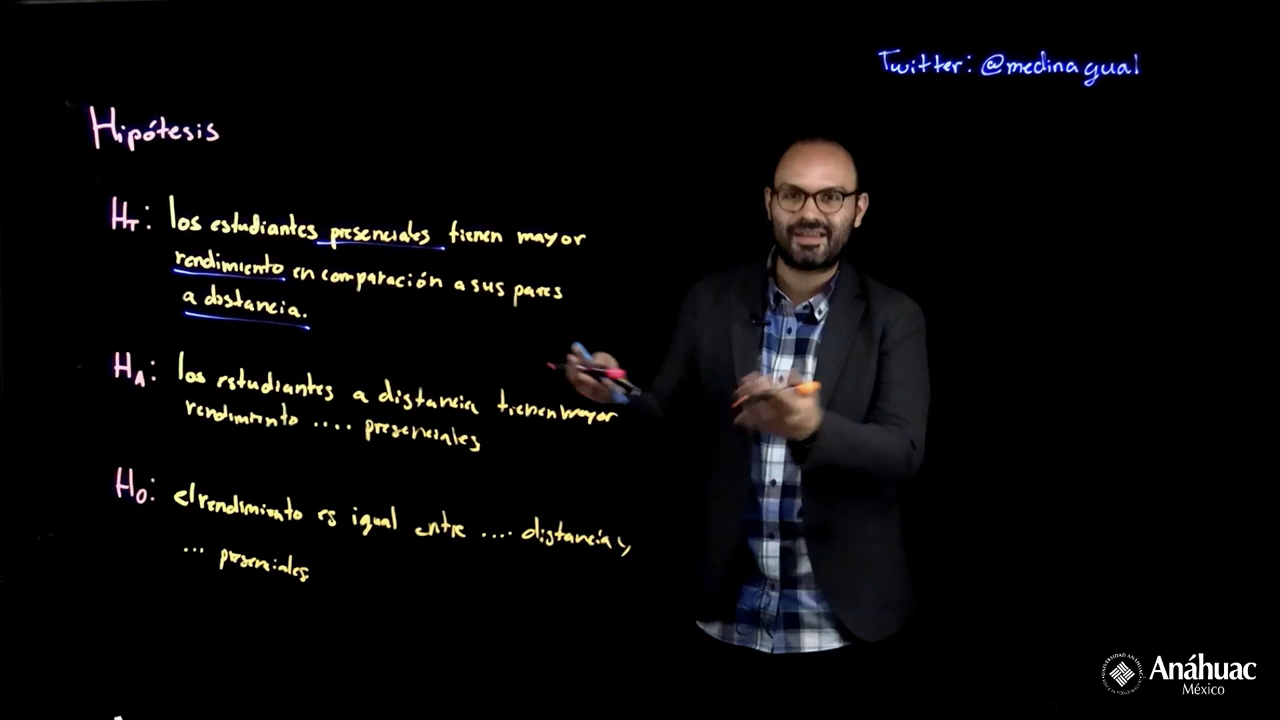 Twitter: @medinagual
Hipótesis
HT: los estudiantes presenciales tienen mayor
rendimiento en comparación a sus pares
a distancia.
HA: los estudiantes a distancia tienen mayor
rendimiento .... presenciales
HO: el rendimiento es igual entre .... distancia y
... presenciales
Anáhuac
México